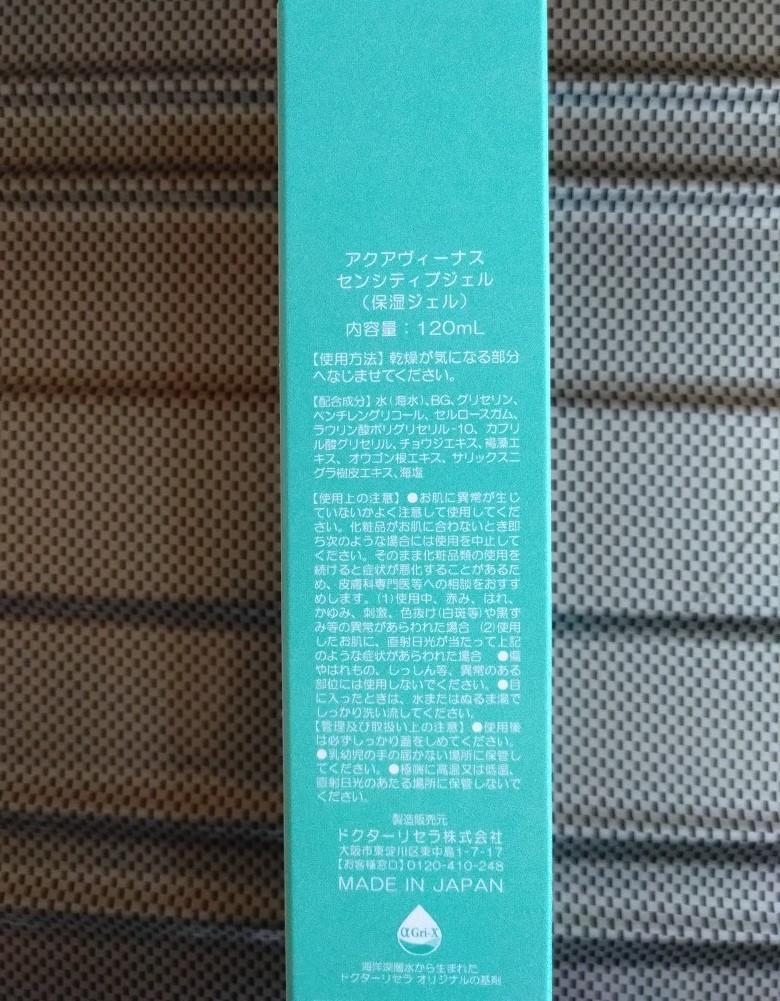 アクアヴィーナス
センシティブジェル
（保湿ジェル）
内容量：120mL
【使用方法】乾燥が気になる部分
へなじませてください。
【配合成分】水（海水）、BG、グリセリン、
ペンチレングリコール、セルロースガム、
ラウリン酸ポリグリセリル-10、カプリ
ル酸グリセリル、チョウジエキス、褐藻エ
キス、オウゴン根エキス、サリックスニ
グラ樹皮エキス、海塩
【使用上の注意】●お肌に異常が生じ
ていないかよく注意して使用してくだ
さい。化粧品がお肌に合わないとき即
ち次のような場合には使用を中止して
ください。そのまま化粧品類の使用を
続けると症状が悪化することがあるた
め、皮膚科専門医等への相談をおすす
めします。(1)使用中、赤み、はれ、
かゆみ、刺激、色抜け(白斑等)や黒ず
み等の異常があらわれた場合 (2)使用
したお肌に、直射日光が当たって上記
のような症状があらわれた場合 ●傷
やはれもの、しっしん等、異常のある
部位には使用しないでください。●目
に入ったときは、水またはぬるま湯で
しっかり洗い流してください。
【管理及び取扱い上の注意】●使用後
は必ずしっかり蓋をしめてください。
●乳幼児の手の届かない場所に保管し
てください。●極端に高温又は低温、
直射日光のあたる場所に保管しないで
ください。
製造販売元
ドクターリセラ株式会社
大阪市東淀川区東中島1-7-17
【お客様窓口】0120-410-248
MADE IN JAPAN
αGri-X
海洋深層水から生まれた
ドクターリセラ オリジナルの基剤